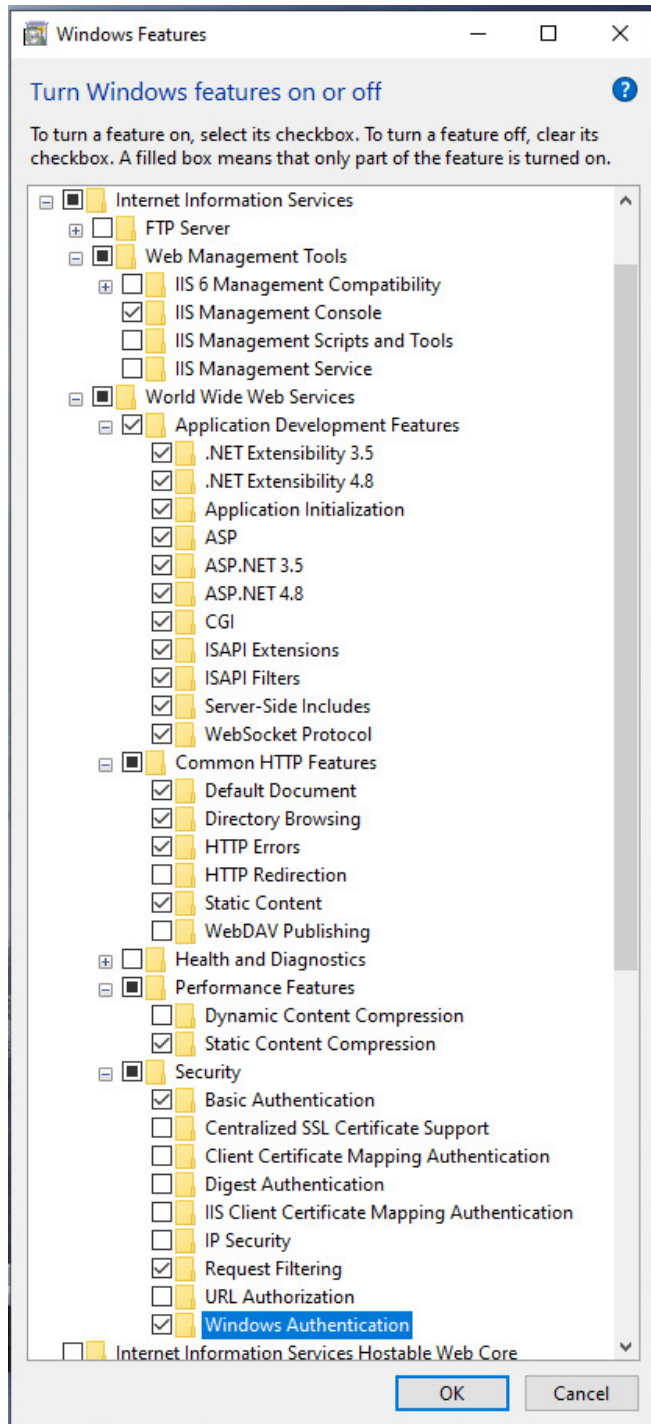 Windows Features
Turn Windows features on or off
?
To turn a feature on, select its checkbox. To turn a feature off, clear its
checkbox. A filled box means that only part of the feature is turned on.
Internet Information Services
FTP Server
Web Management Tools
IIS 6 Management Compatibility
IIS Management Console
IIS Management Scripts and Tools
IIS Management Service
World Wide Web Services
Application Development Features
.NET Extensibility 3.5
.NET Extensibility 4.8
Application Initialization
ASP
ASP.NET 3.5
ASP.NET 4.8
CGI
ISAPI Extensions
ISAPI Filters
Server-Side Includes
WebSocket Protocol
Common HTTP Features
Default Document
Directory Browsing
HTTP Errors
HTTP Redirection
Static Content
WebDAV Publishing
Health and Diagnostics
Performance Features
Dynamic Content Compression
Static Content Compression
Security
Basic Authentication
Centralized SSL Certificate Support
Client Certificate Mapping Authentication
Digest Authentication
IIS Client Certificate Mapping Authentication
IP Security
Request Filtering
URL Authorization
Windows Authentication
Internet Information Services Hostable Web Core
OK Cancel